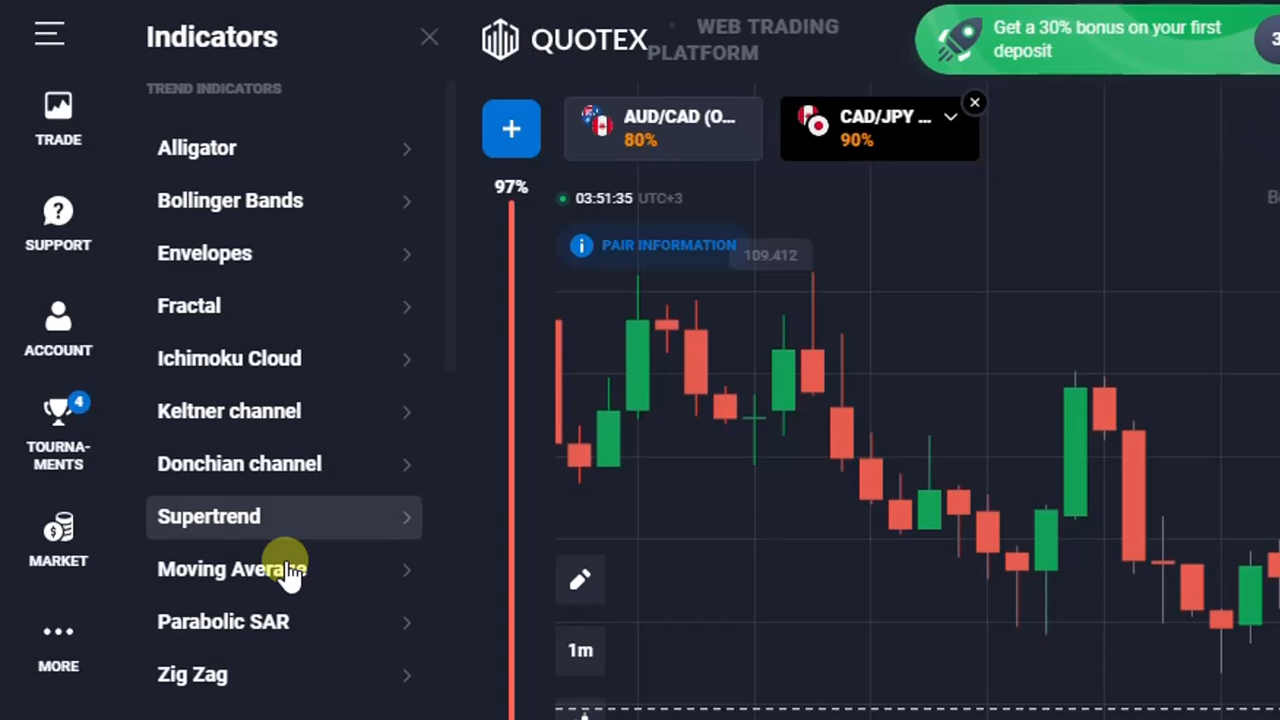 Indicators
TREND INDICATORS
Alligator
Bollinger Bands
Envelopes
Fractal
Ichimoku Cloud
Keltner channel
Donchian channel
Supertrend
Moving Average
Parabolic SAR
Zig Zag
TRADE
SUPPORT
ACCOUNT
4
TOURNA-
MENTS
MARKET
MORE
QUOTEX
WEB TRADING
PLATFORM
Get a 30% bonus on your first
deposit
AUD/CAD (O...
80%
CAD/JPY ...
90%
97%
03:51:35 UTC+3
PAIR INFORMATION
109.412
1m